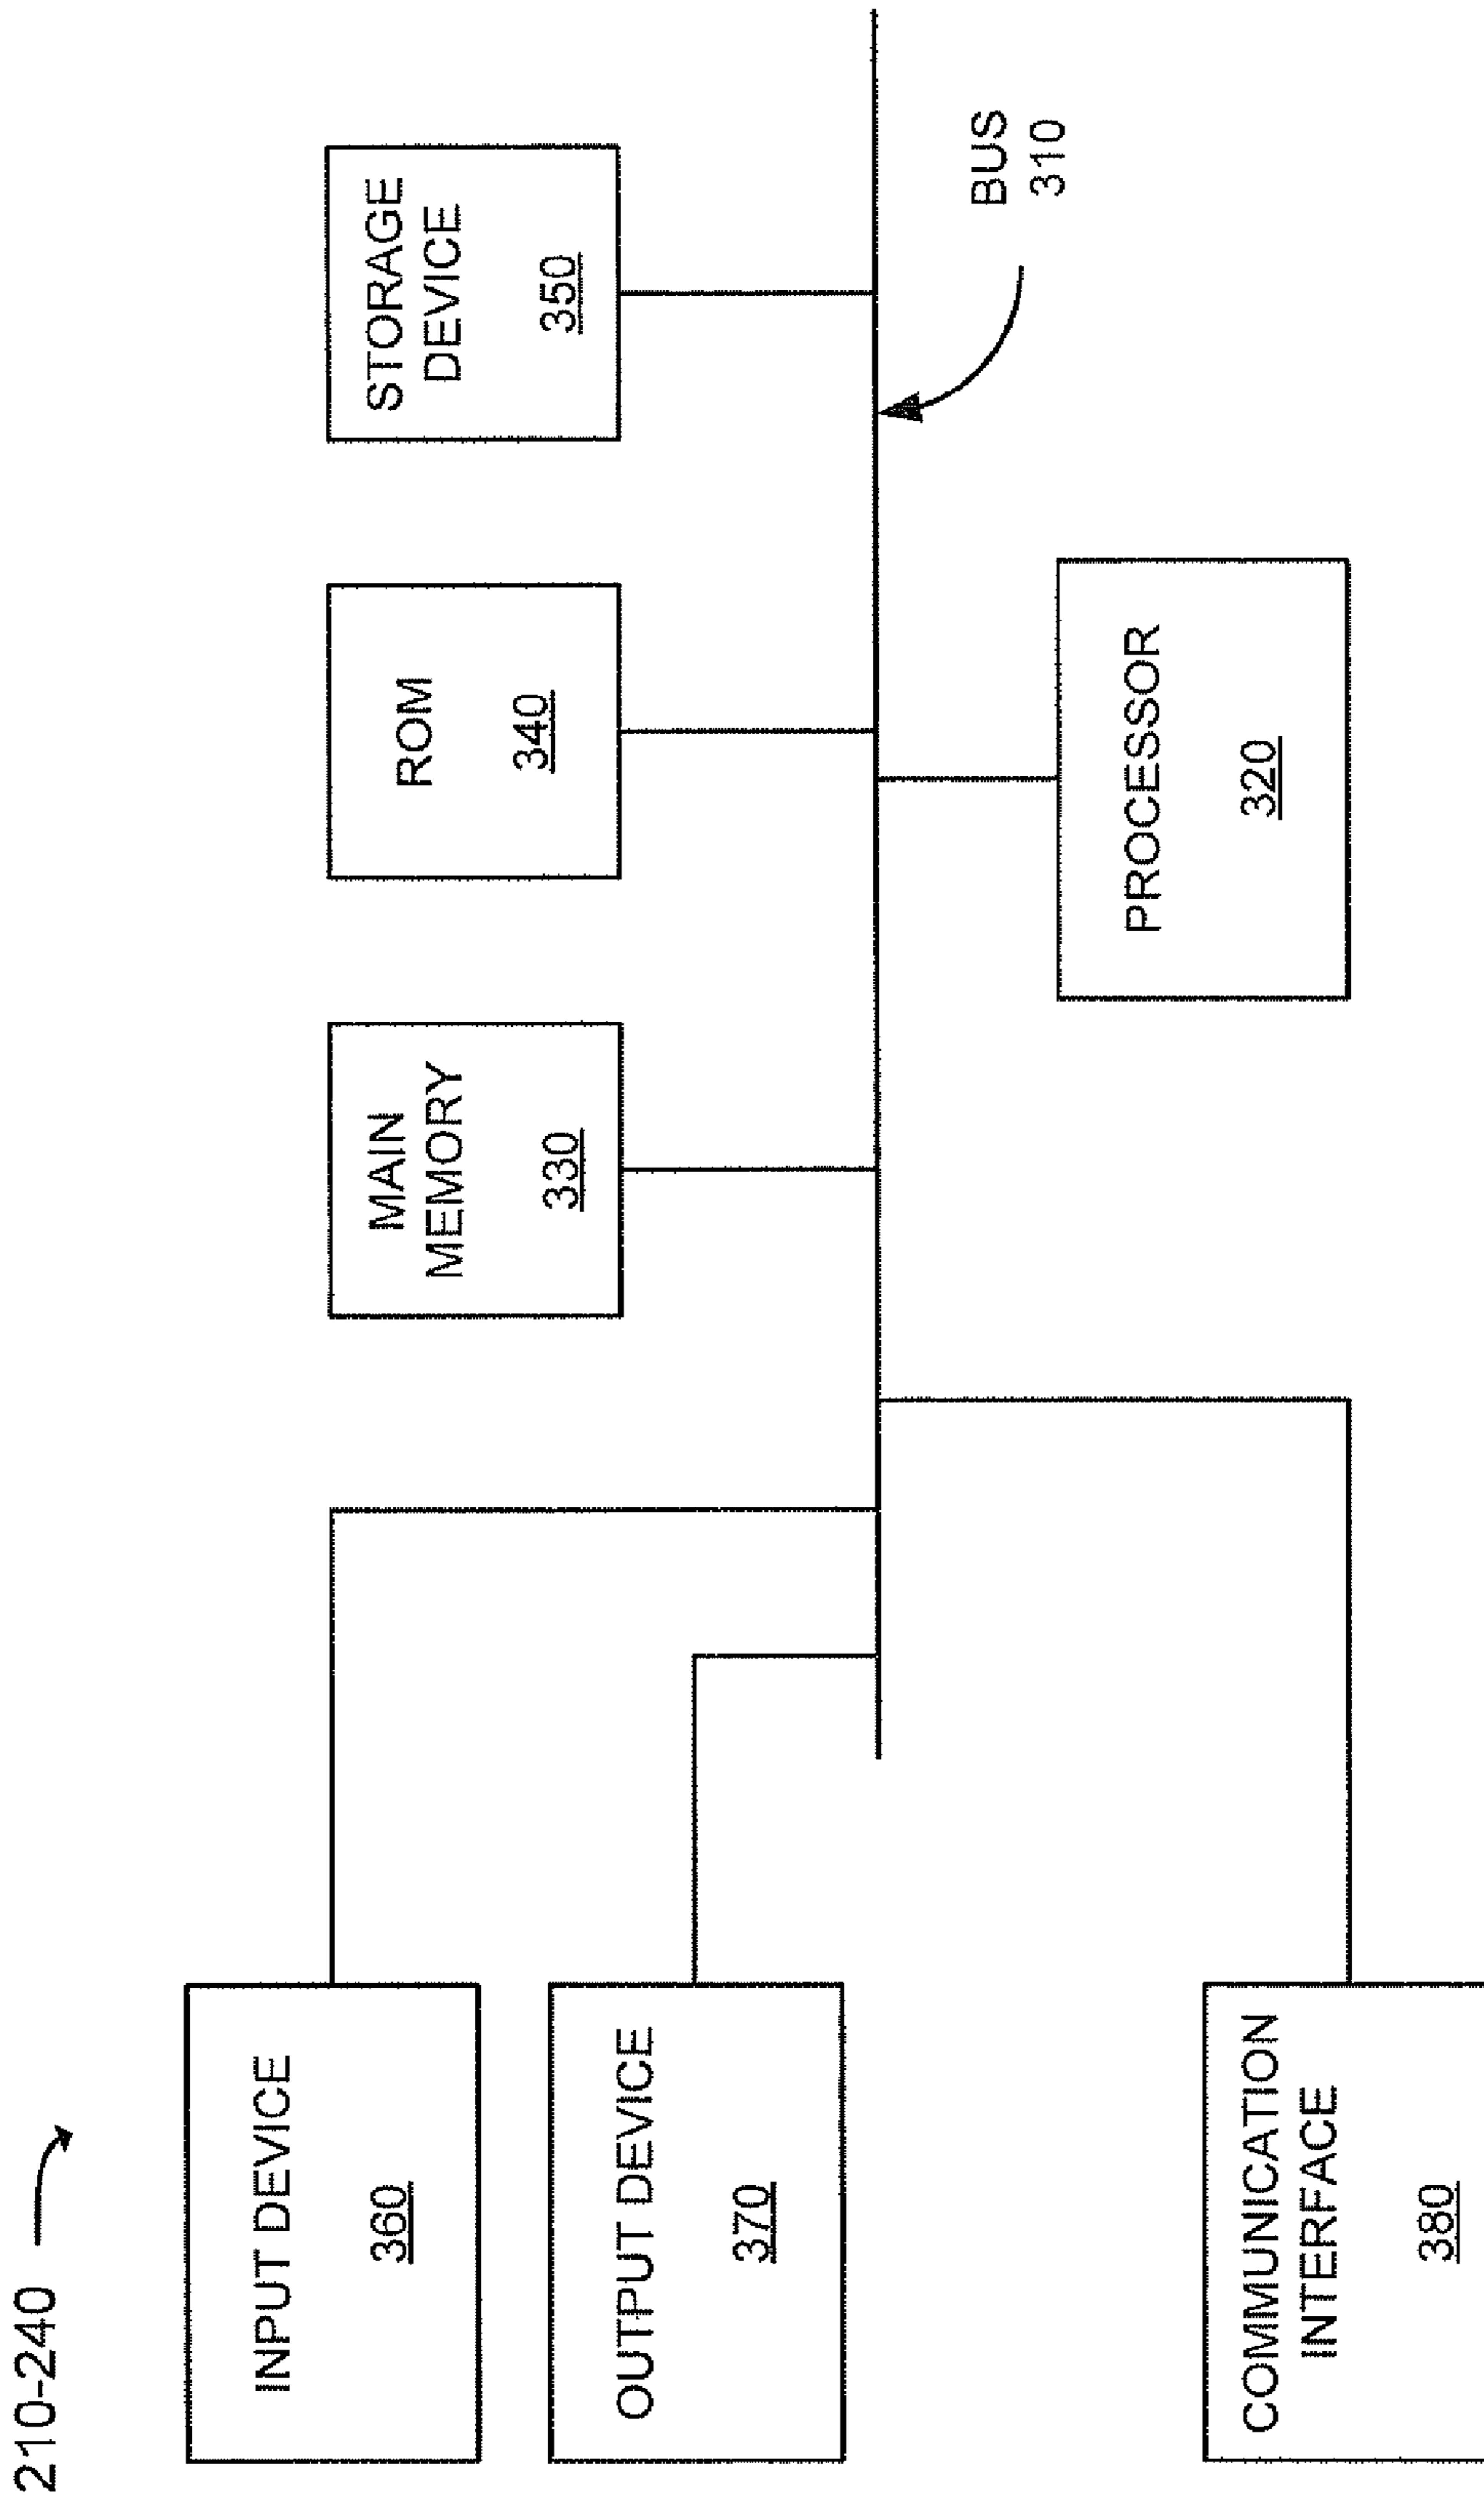 210-240
INPUT DEVICE
360
OUTPUT DEVICE
370
COMMUNICATION
INTERFACE
380
MAIN
MEMORY
330
ROM
340
STORAGE
DEVICE
350
PROCESSOR
320
BUS
310